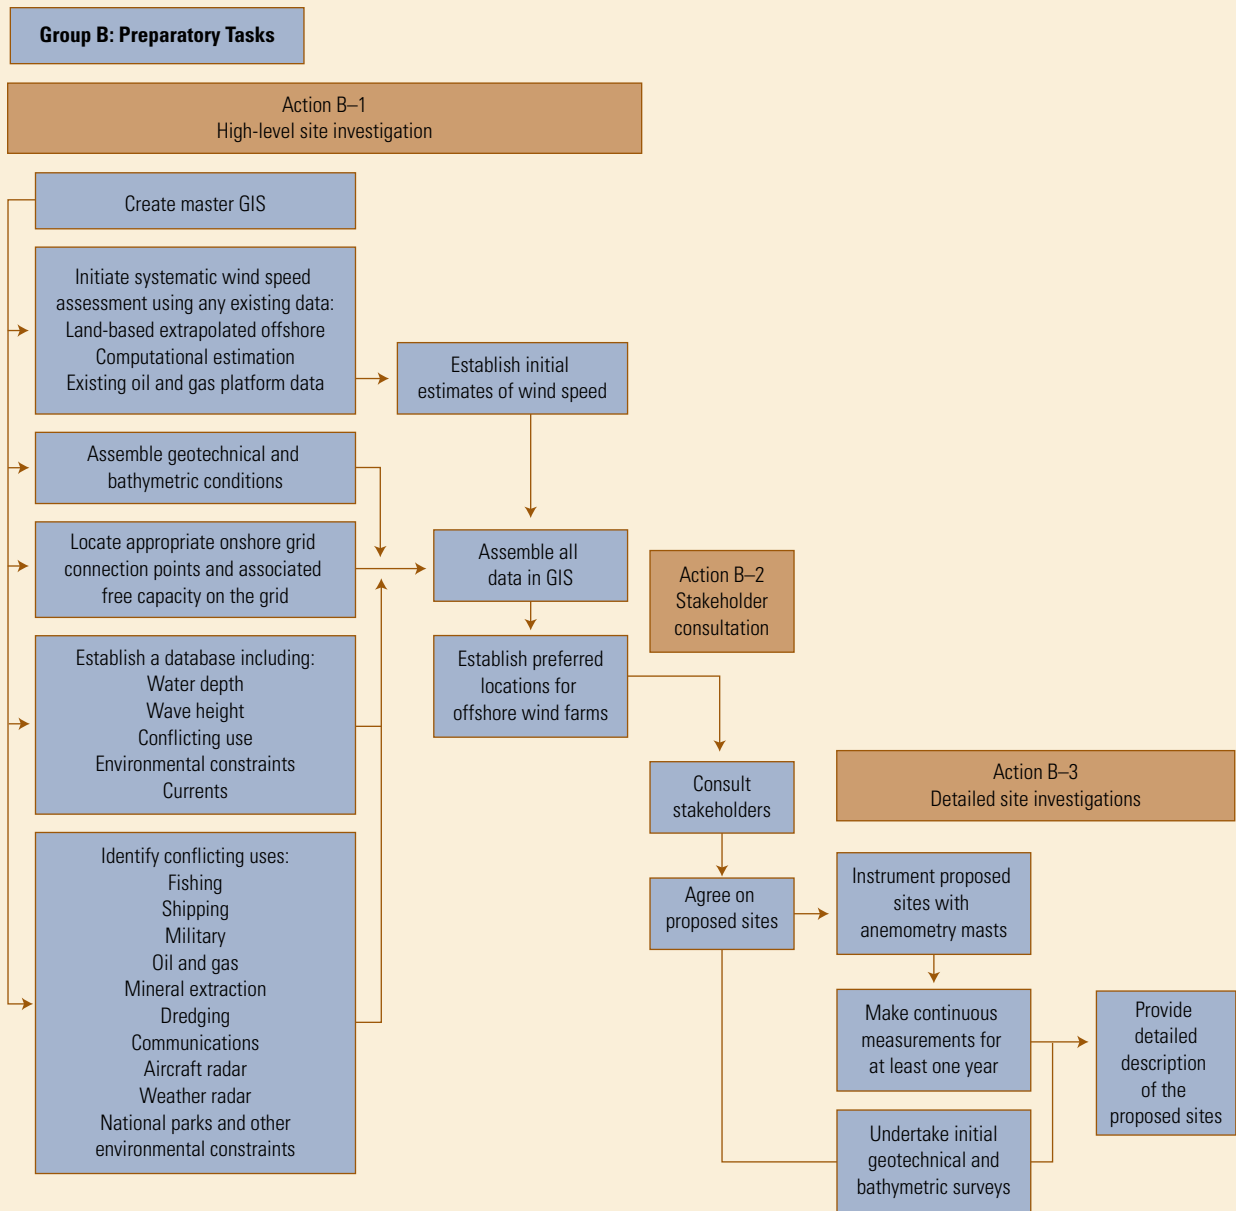 Group B: Preparatory Tasks
Action B–1
High-level site investigation
Create master GIS
Initiate systematic wind speed
assessment using any existing data:
Land-based extrapolated offshore
Computational estimation
Existing oil and gas platform data
Establish initial
estimates of wind speed
Assemble geotechnical and
bathymetric conditions
Locate appropriate onshore grid
connection points and associated
free capacity on the grid
Assemble all
data in GIS
Action B–2
Stakeholder
consultation
Establish a database including:
Water depth
Wave height
Conflicting use
Environmental constraints
Currents
Establish preferred
locations for
offshore wind farms
Consult
stakeholders
Action B–3
Detailed site investigations
Identify conflicting uses:
Fishing
Shipping
Military
Oil and gas
Mineral extraction
Dredging
Communications
Aircraft radar
Weather radar
National parks and other
environmental constraints
Agree on
proposed sites
Instrument proposed
sites with
anemometry masts
Make continuous
measurements for
at least one year
Provide
detailed
description
of the
proposed sites
Undertake initial
geotechnical and
bathymetric surveys